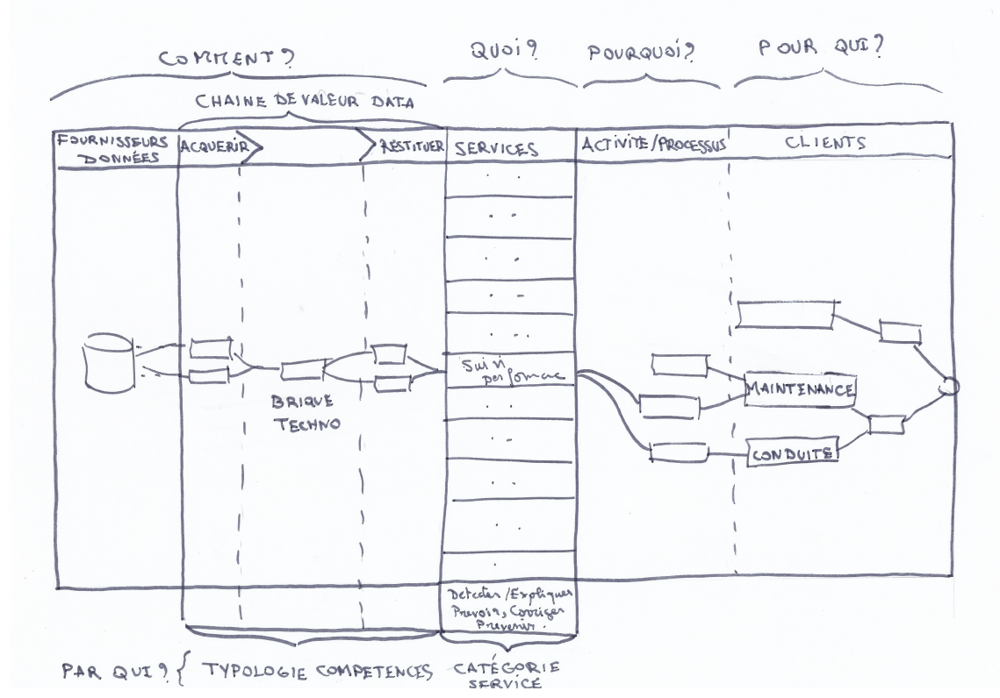 COMMENT?
QUOI?
POURQUOI?
POUR QUI?
CHAINE DE VALEUR DATA
FOURNISSEURS
DONNÉES
ACQUERIR
RESTITUER
SERVICES
ACTIVITE/PROCESSUS
CLIENTS
Suivi
performac
BRIQUE
TECHNO
MAINTENANCE
CONDUITE
Detecter/Expliquer
Prevoir, Corriger
Prevenir.
PAR QUI?
TYPOLOGIE COMPETENCES
CATÉGORIE
SERVICE